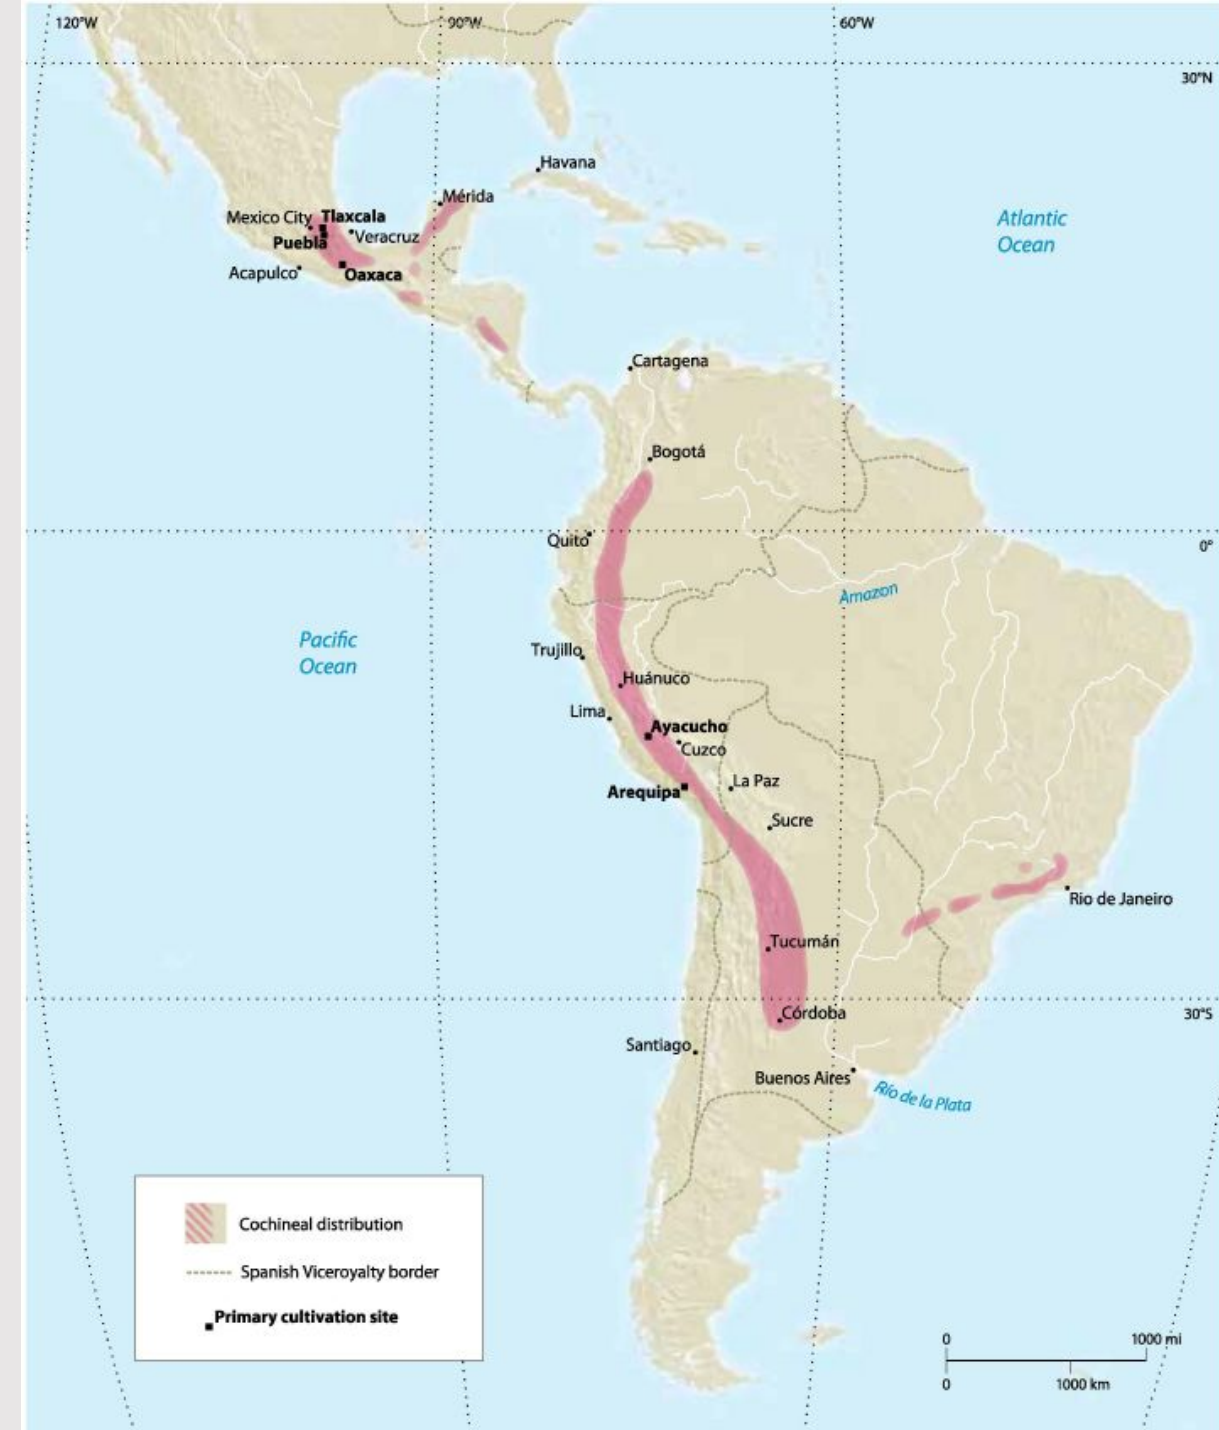 120°W
90°W
60°W
30°N
Havana
Mérida
Mexico City
Tlaxcala
Atlantic
Ocean
Puebla
Veracruz
Acapulco
Oaxaca
Cartagena
Bogotá
Quito
0°
Amazon
Pacific
Ocean
Trujillo
Huánuco
Lima
Ayacucho
Cuzco
La Paz
Arequipa
Sucre
Rio de Janeiro
Tucumán
Córdoba
30°S
Santiago
Buenos Aires
Río de la Plata
Cochineal distribution
Spanish Viceroyalty border
Primary cultivation site
0 1000 mi
0 1000 km